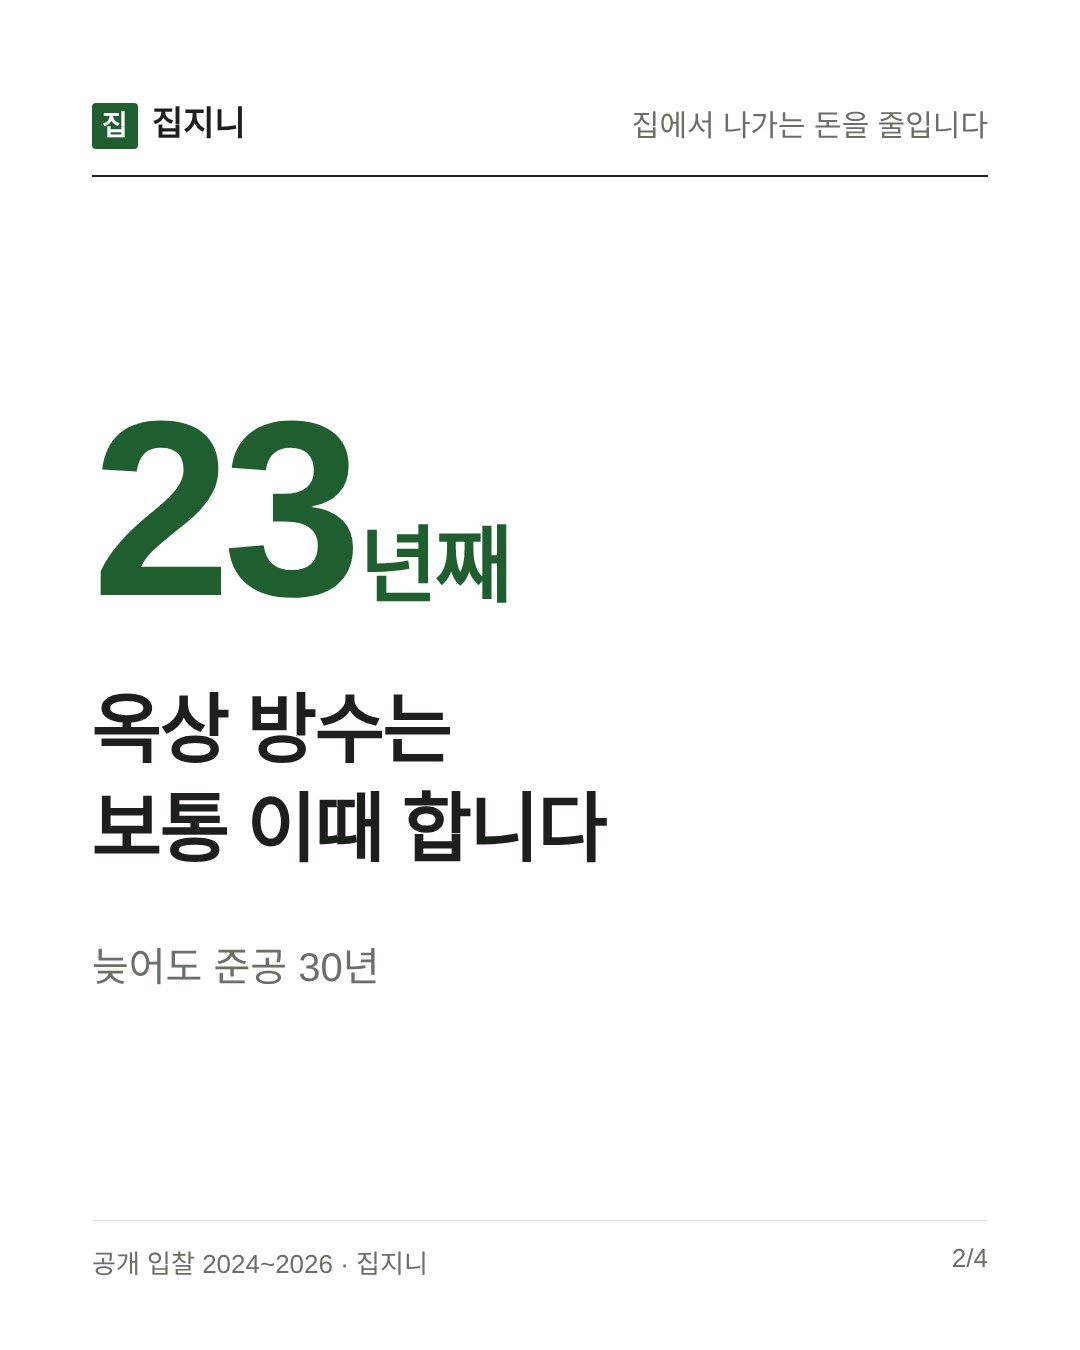 집 집지니
집에서 나가는 돈을 줄입니다
23년째
옥상 방수는
보통 이때 합니다
늦어도 준공 30년
공개 입찰 2024~2026 · 집지니
2/4